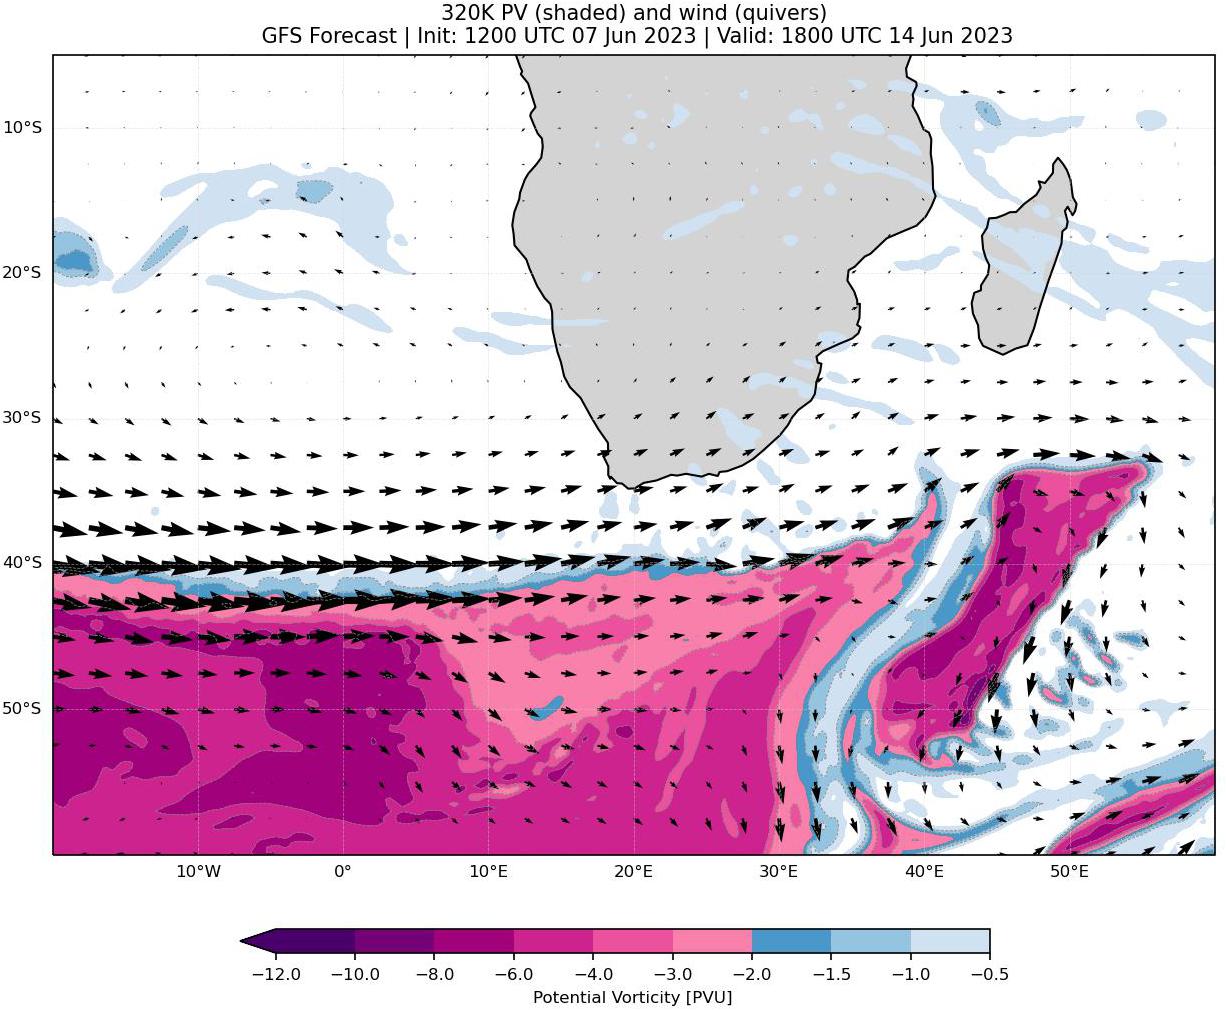 320K PV (shaded) and wind (quivers)
GFS Forecast | Init: 1200 UTC 07 Jun 2023 | Valid: 1800 UTC 14 Jun 2023
10°S
20°S
30°S
40°S
50°S
10°W 0° 10°E 20°E 30°E 40°E 50°E
−12.0 −10.0 −8.0 −6.0 −4.0 −3.0 −2.0 −1.5 −1.0 −0.5
Potential Vorticity [PVU]